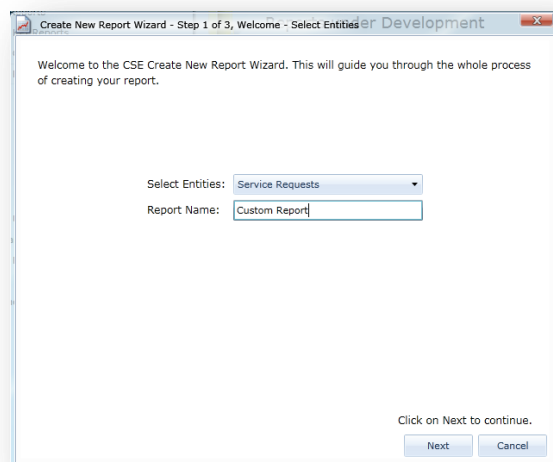 Create New Report Wizard - Step 1 of 3, Welcome - Select Entities
Welcome to the CSE Create New Report Wizard. This will guide you through the whole process
of creating your report.
Select Entities: Service Requests
Report Name: Custom Report
Click on Next to continue.
Next Cancel